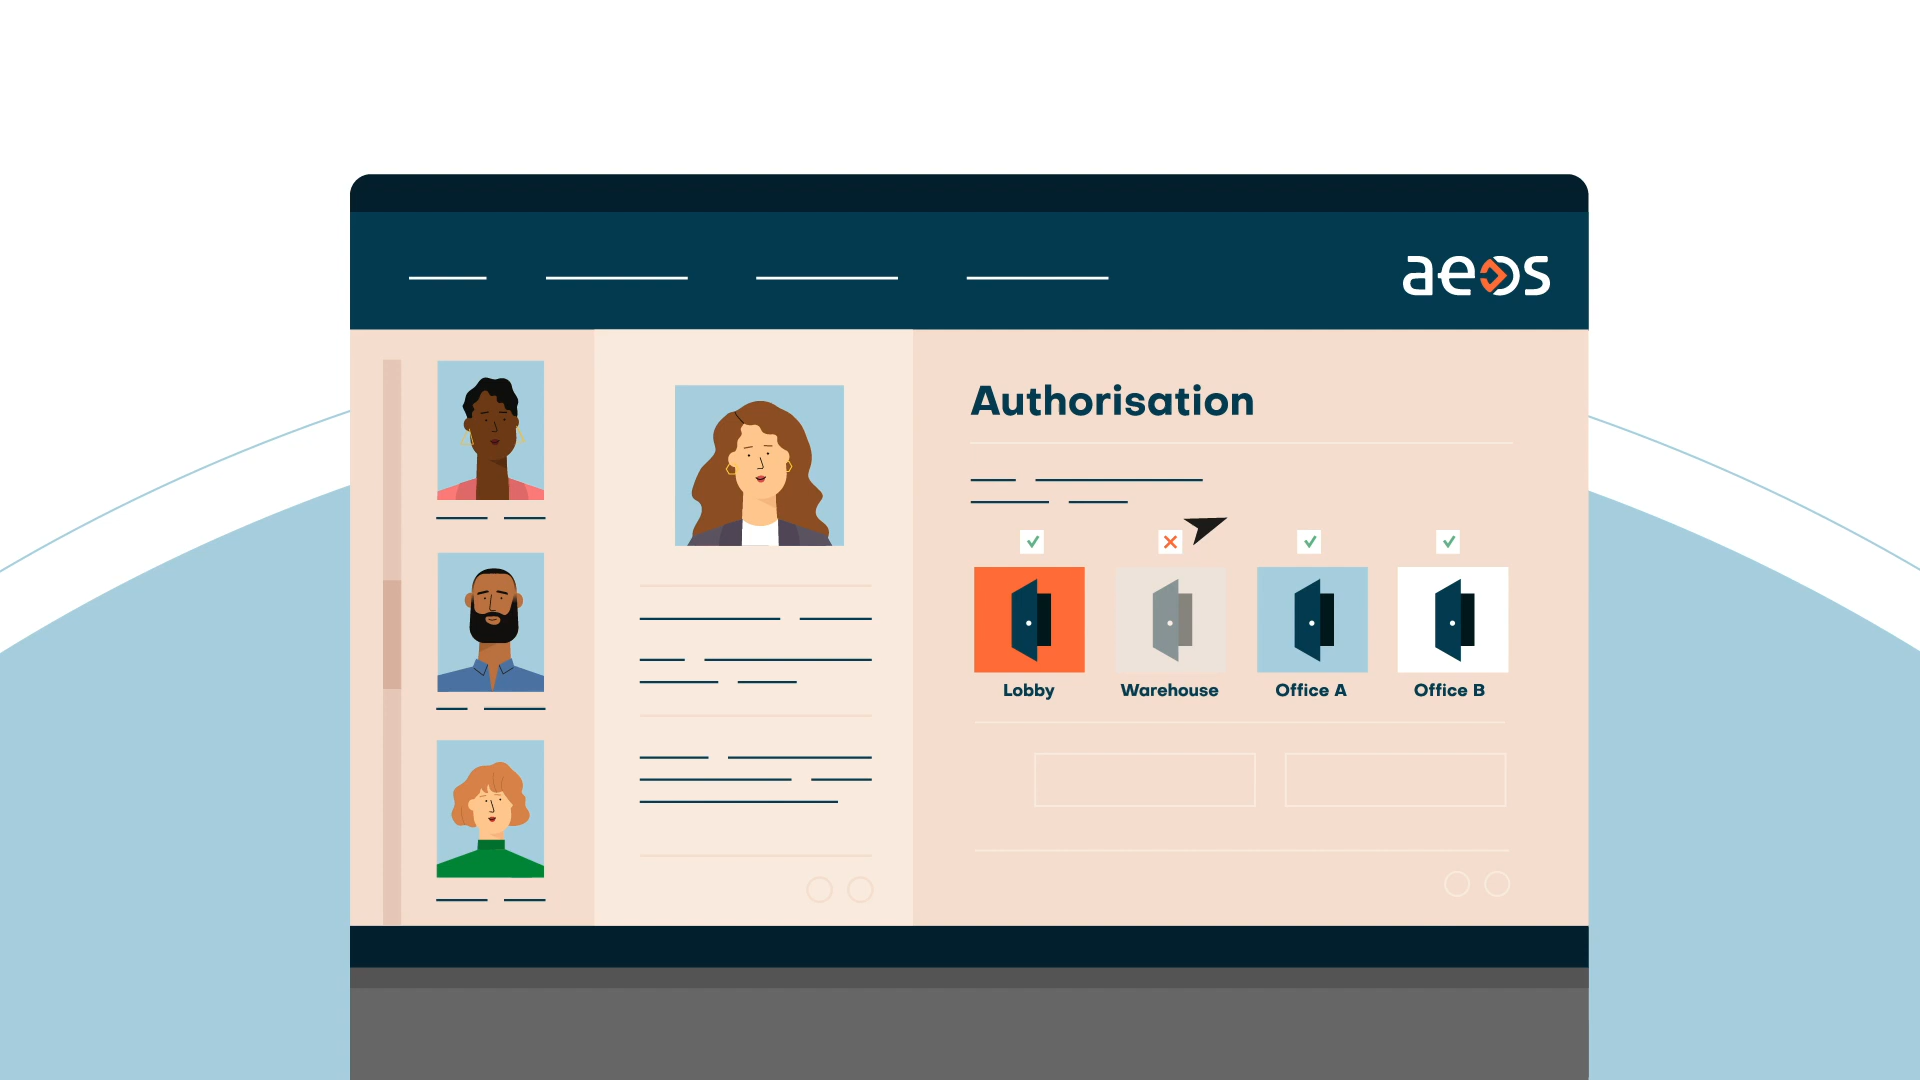 aeos
Authorisation
Lobby
Warehouse
Office A
Office B